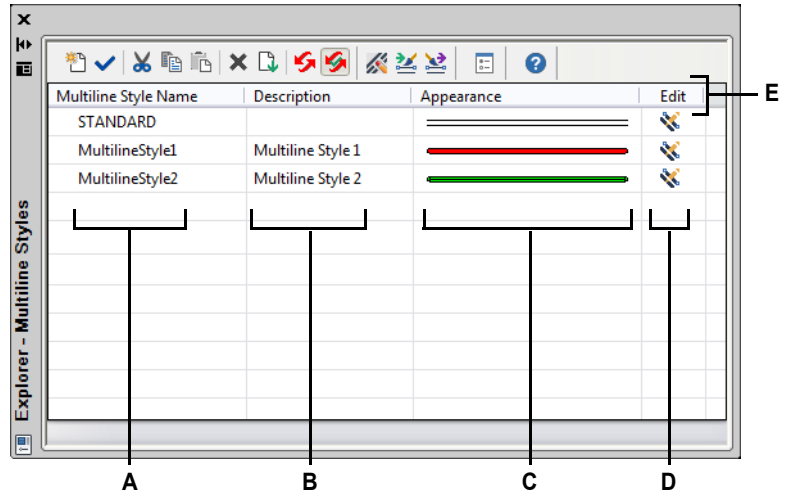 Multiline Style Name Description Appearance Edit
E
STANDARD
MultilineStyle1 Multiline Style 1
MultilineStyle2 Multiline Style 2
Explorer - Multiline Styles
A B C D